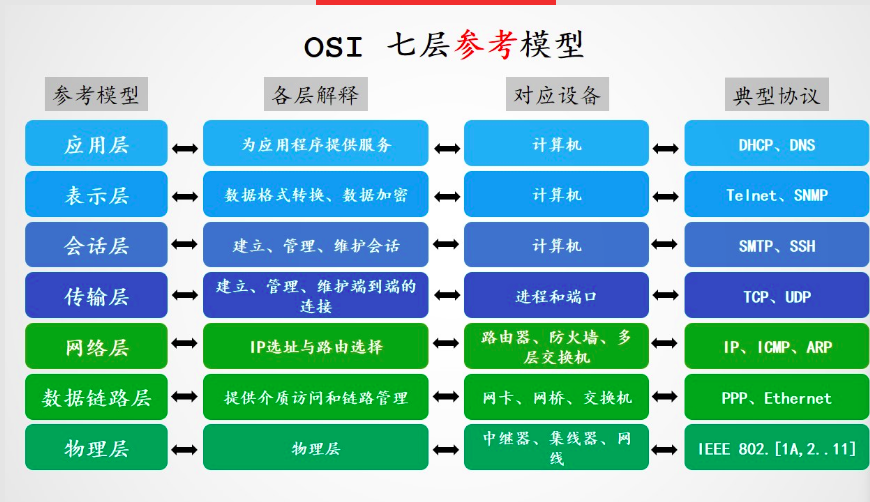 OSI 七层参考模型
参考模型 各层解释 对应设备 典型协议
应用层 为应用程序提供服务 计算机 DHCP、DNS
表示层 数据格式转换、数据加密 计算机 Telnet、SNMP
会话层 建立、管理、维护会话 计算机 SMTP、SSH
传输层 建立、管理、维护端到端的
连接 进程和端口 TCP、UDP
网络层 IP选址与路由选择 路由器、防火墙、多
层交换机 IP、ICMP、ARP
数据链路层 提供介质访问和链路管理 网卡、网桥、交换机 PPP、Ethernet
物理层 物理层 中继器、集线器、网
线 IEEE 802.[1A,2..11]